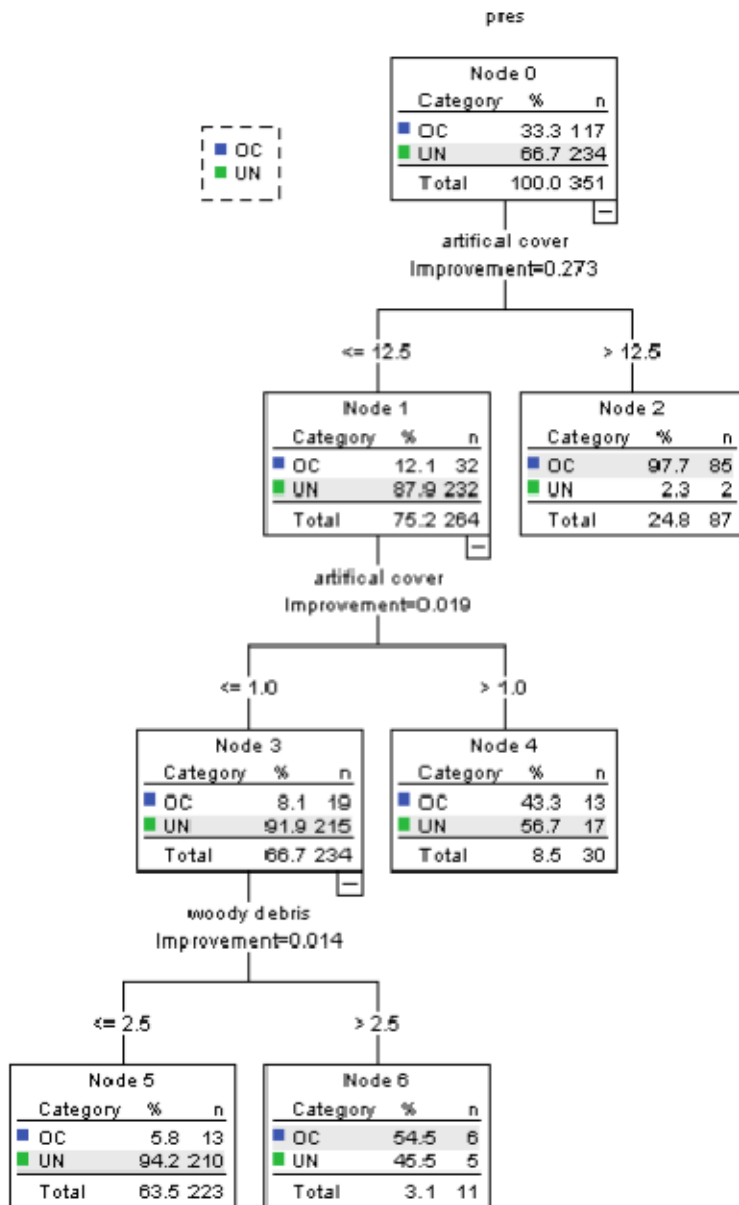 pres
Node 0
Category % n
OC 33.3 117
UN 66.7 234
Total 100.0 351
OC
UN
artifical cover
Improvement=0.273
<= 12.5
> 12.5
Node 1
Category % n
OC 12.1 32
UN 87.9 232
Total 75.2 264
Node 2
Category % n
OC 97.7 85
UN 2.3 2
Total 24.8 87
artifical cover
Improvement=0.019
<= 1.0
> 1.0
Node 3
Category % n
OC 8.1 19
UN 91.9 215
Total 66.7 234
Node 4
Category % n
OC 43.3 13
UN 56.7 17
Total 8.5 30
woody debris
Improvement=0.014
<= 2.5
> 2.5
Node 5
Category % n
OC 5.8 13
UN 94.2 210
Total 63.5 223
Node 6
Category % n
OC 54.5 6
UN 45.5 5
Total 3.1 11